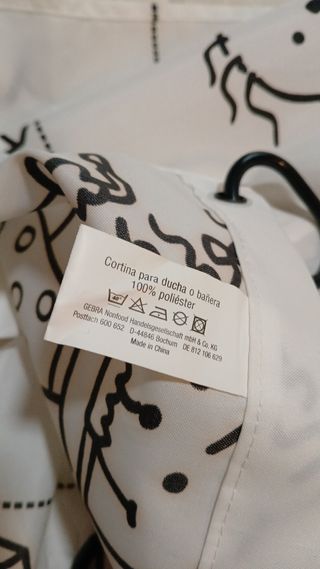 Cortina para ducha o bañera
100% poliéster
GEBRA Nonfood Handelsgesellschaft mbH & Co. KG
Postfach 600 652 D-44846 Bochum DE 812 106 629
Made in China